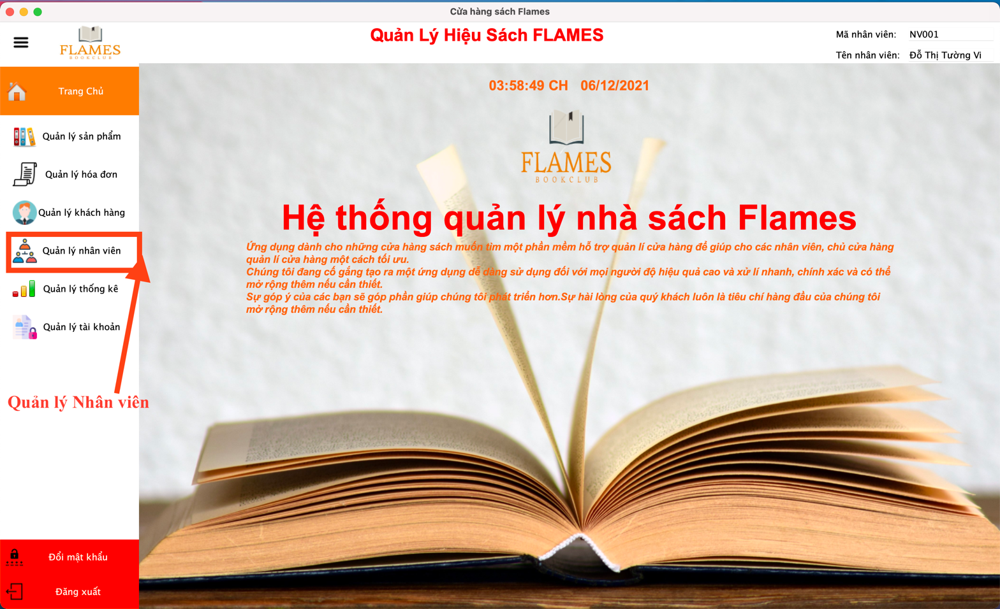 Cửa hàng sách Flames
FLAMES
BOOKCLUB
Quản Lý Hiệu Sách FLAMES
Mã nhân viên: NV001
Tên nhân viên: Đỗ Thị Tường Vi
Trang Chủ
Quản lý sản phẩm
Quản lý hóa đơn
Quản lý khách hàng
Quản lý nhân viên
Quản lý thống kê
Quản lý tài khoản
Quản lý Nhân viên
Đổi mật khẩu
Đăng xuất
03:58:49 CH 06/12/2021
FLAMES
BOOKCLUB
Hệ thống quản lý nhà sách Flames
Ứng dụng dành cho những cửa hàng sách muốn tìm một phần mềm hỗ trợ quản lí cửa hàng để giúp cho các nhân viên, chủ cửa hàng
quản lí cửa hàng một cách tối ưu.
Chúng tôi đang cố gắng tạo ra một ứng dụng dễ dàng sử dụng đối với mọi người độ hiệu quả cao và xử lí nhanh, chính xác và có thể
mở rộng thêm nếu cần thiết.
Sự góp ý của các bạn sẽ góp phần giúp chúng tôi phát triển hơn.Sự hài lòng của quý khách luôn là tiêu chí hàng đầu của chúng tôi
mở rộng thêm nếu cần thiết.